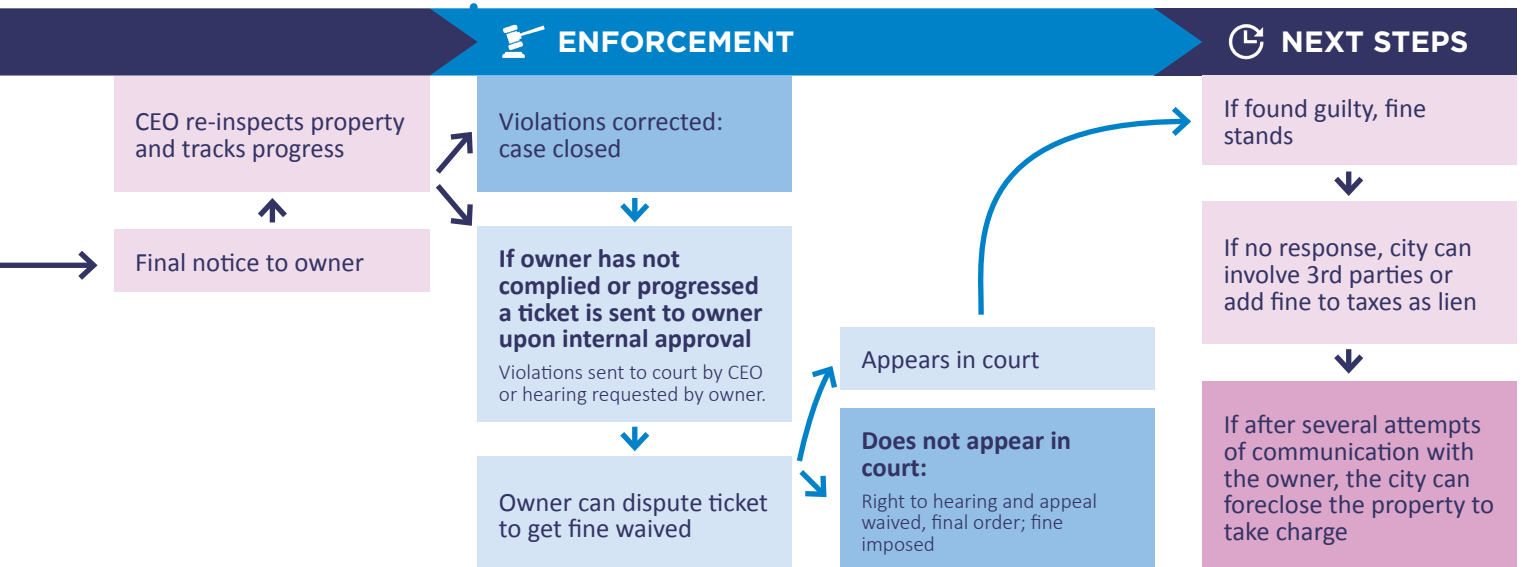 ENFORCEMENT
NEXT STEPS
CEO re-inspects property
and tracks progress
Final notice to owner
Violations corrected:
case closed
If owner has not
complied or progressed
a ticket is sent to owner
upon internal approval
Violations sent to court by CEO
or hearing requested by owner.
Owner can dispute ticket
to get fine waived
Appears in court
Does not appear in
court:
Right to hearing and appeal
waived, final order; fine
imposed
If found guilty, fine
stands
If no response, city can
involve 3rd parties or
add fine to taxes as lien
If after several attempts
of communication with
the owner, the city can
foreclose the property to
take charge